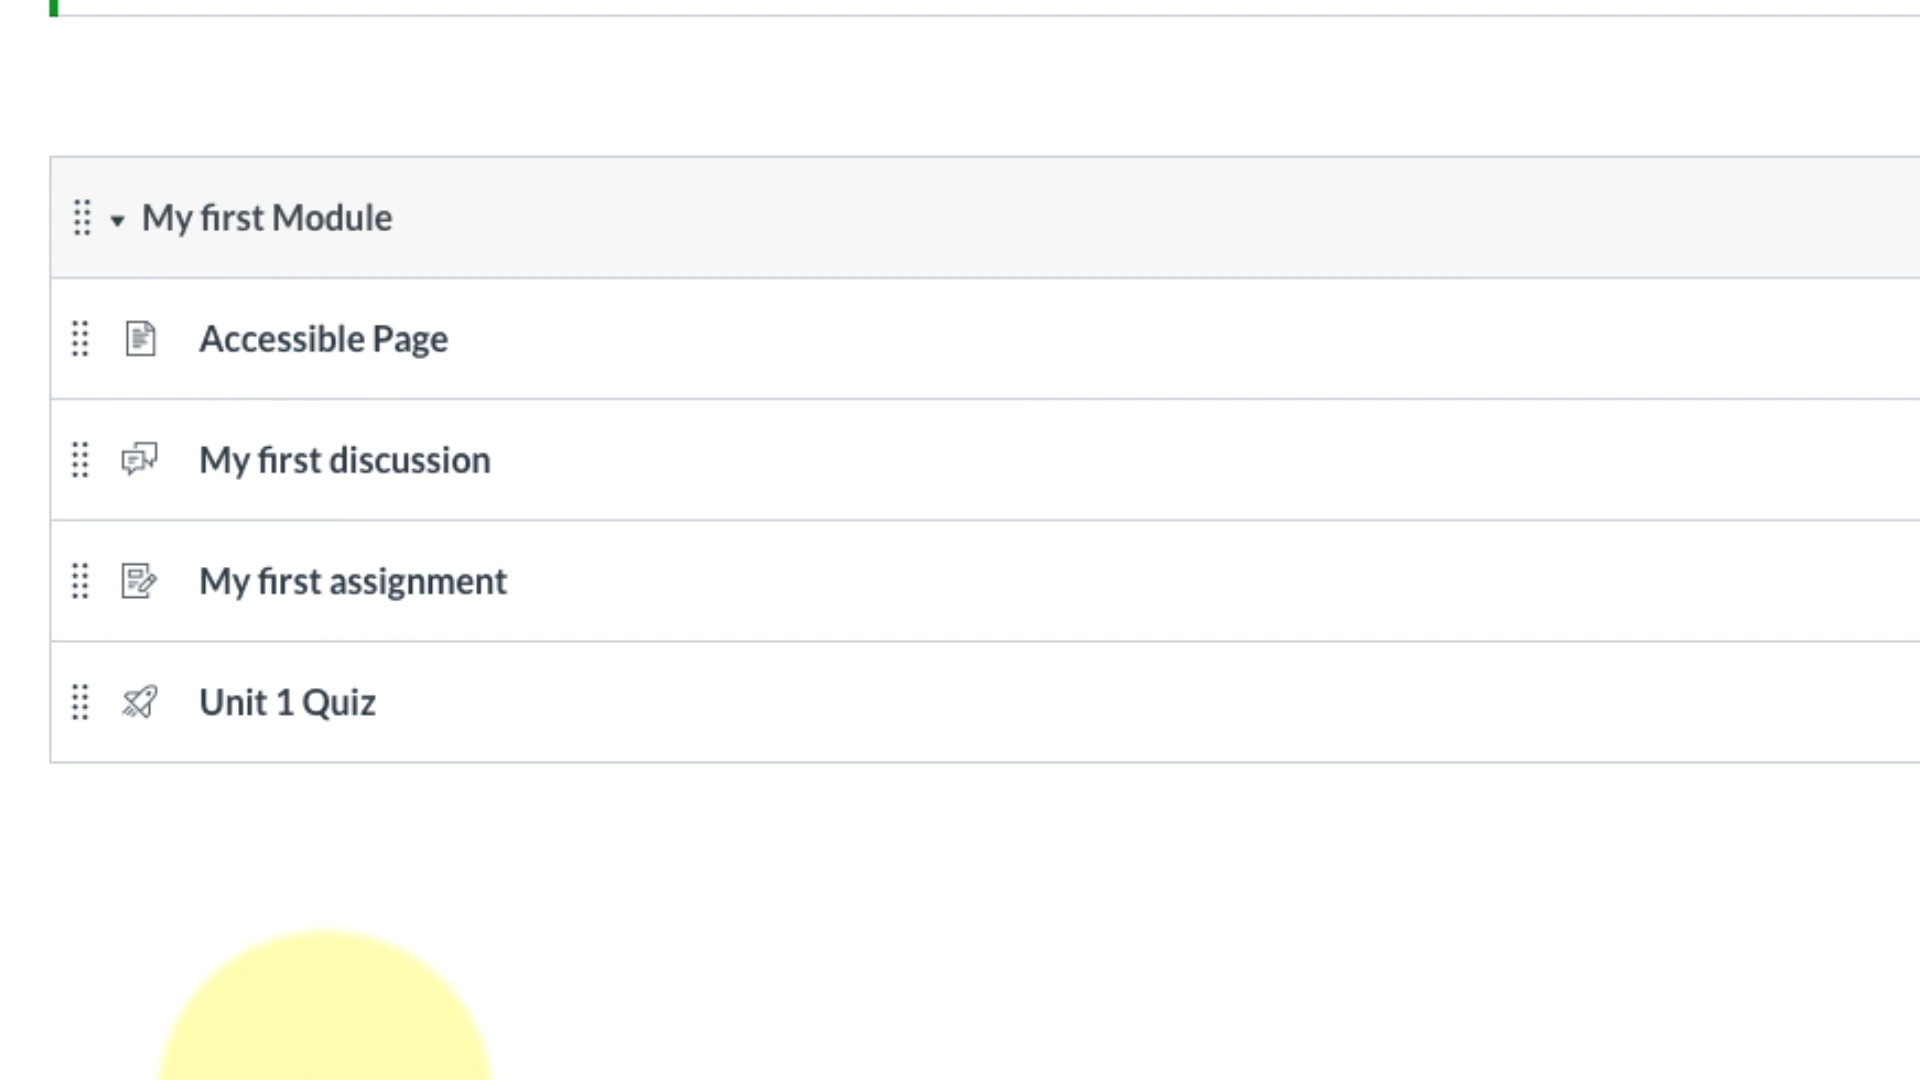 My first Module
Accessible Page
My first discussion
My first assignment
Unit 1 Quiz